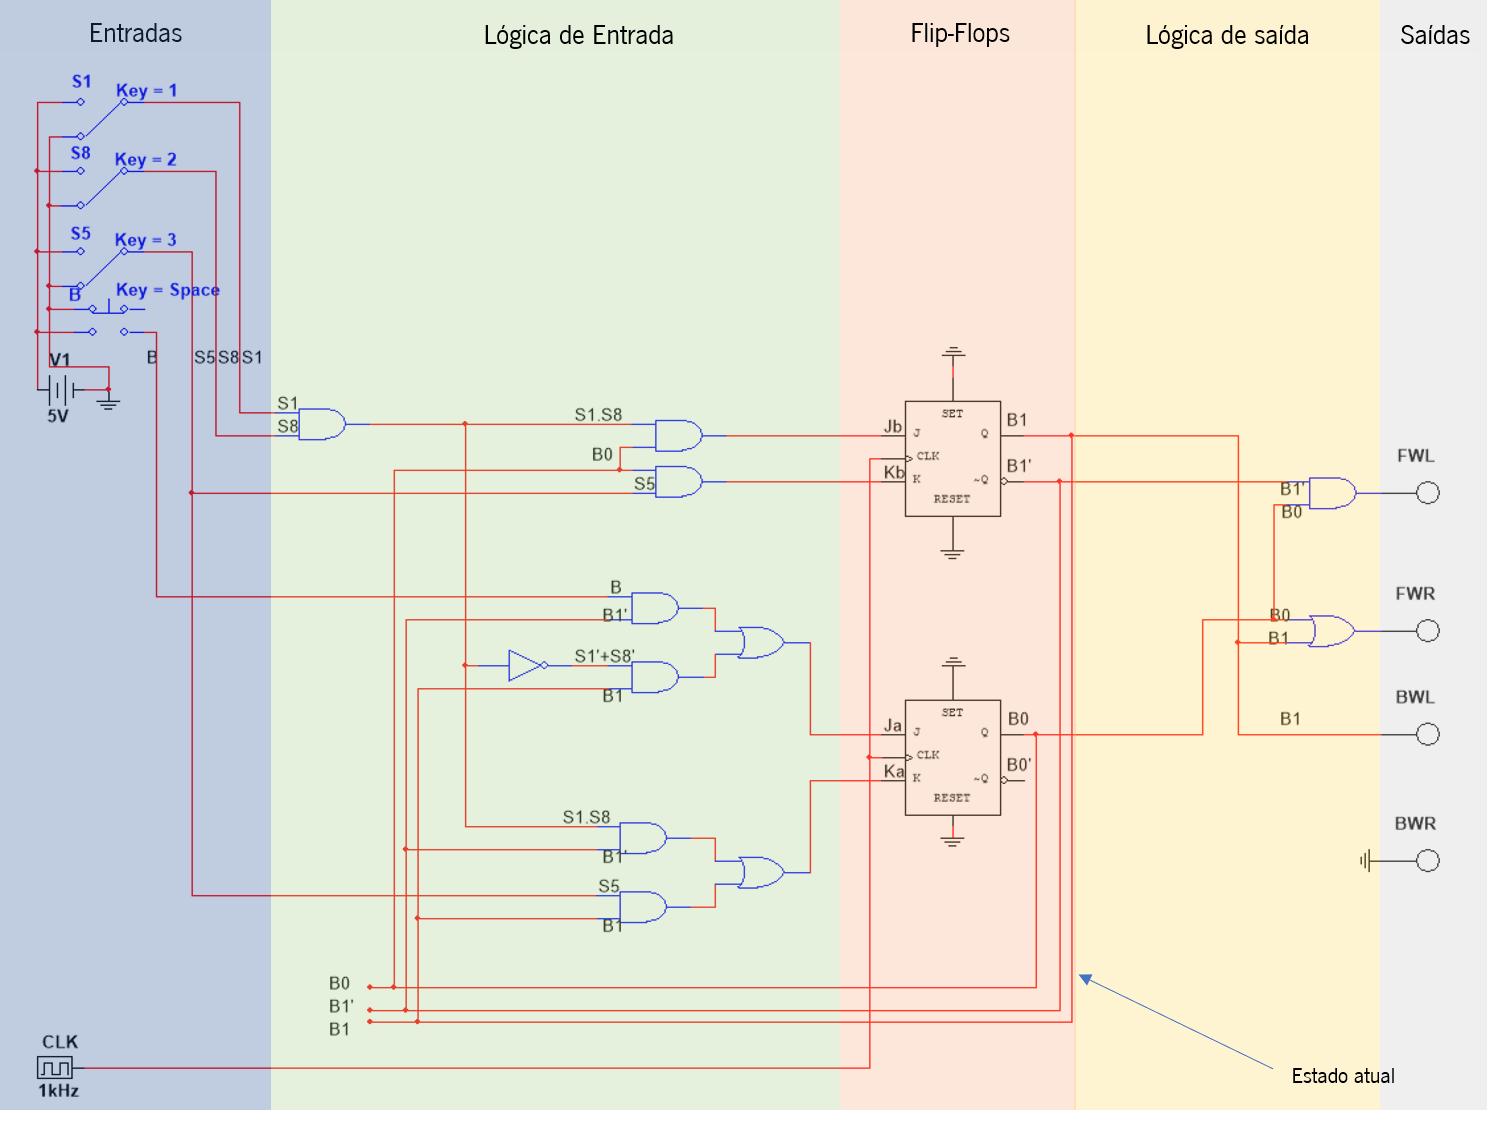 Entradas
Lógica de Entrada
Flip-Flops
Lógica de saída
Saídas
S1
Key = 1
S8
Key = 2
S5
Key = 3
B
Key = Space
V1
5V
B
S5
S8
S1
S1
S8
S1.S8
B0
S5
B
B1'
S1'+S8'
B1
S1.S8
B1'
S5
B1
B0
B1'
B1
CLK
1kHz
Jb
Kb
SET
J
Q
CLK
K
~Q
RESET
B1
B1'
Ja
Ka
SET
J
Q
CLK
K
~Q
RESET
B0
B0'
B1'
B0
B0
B1
B1
FWL
FWR
BWL
BWR
Estado atual